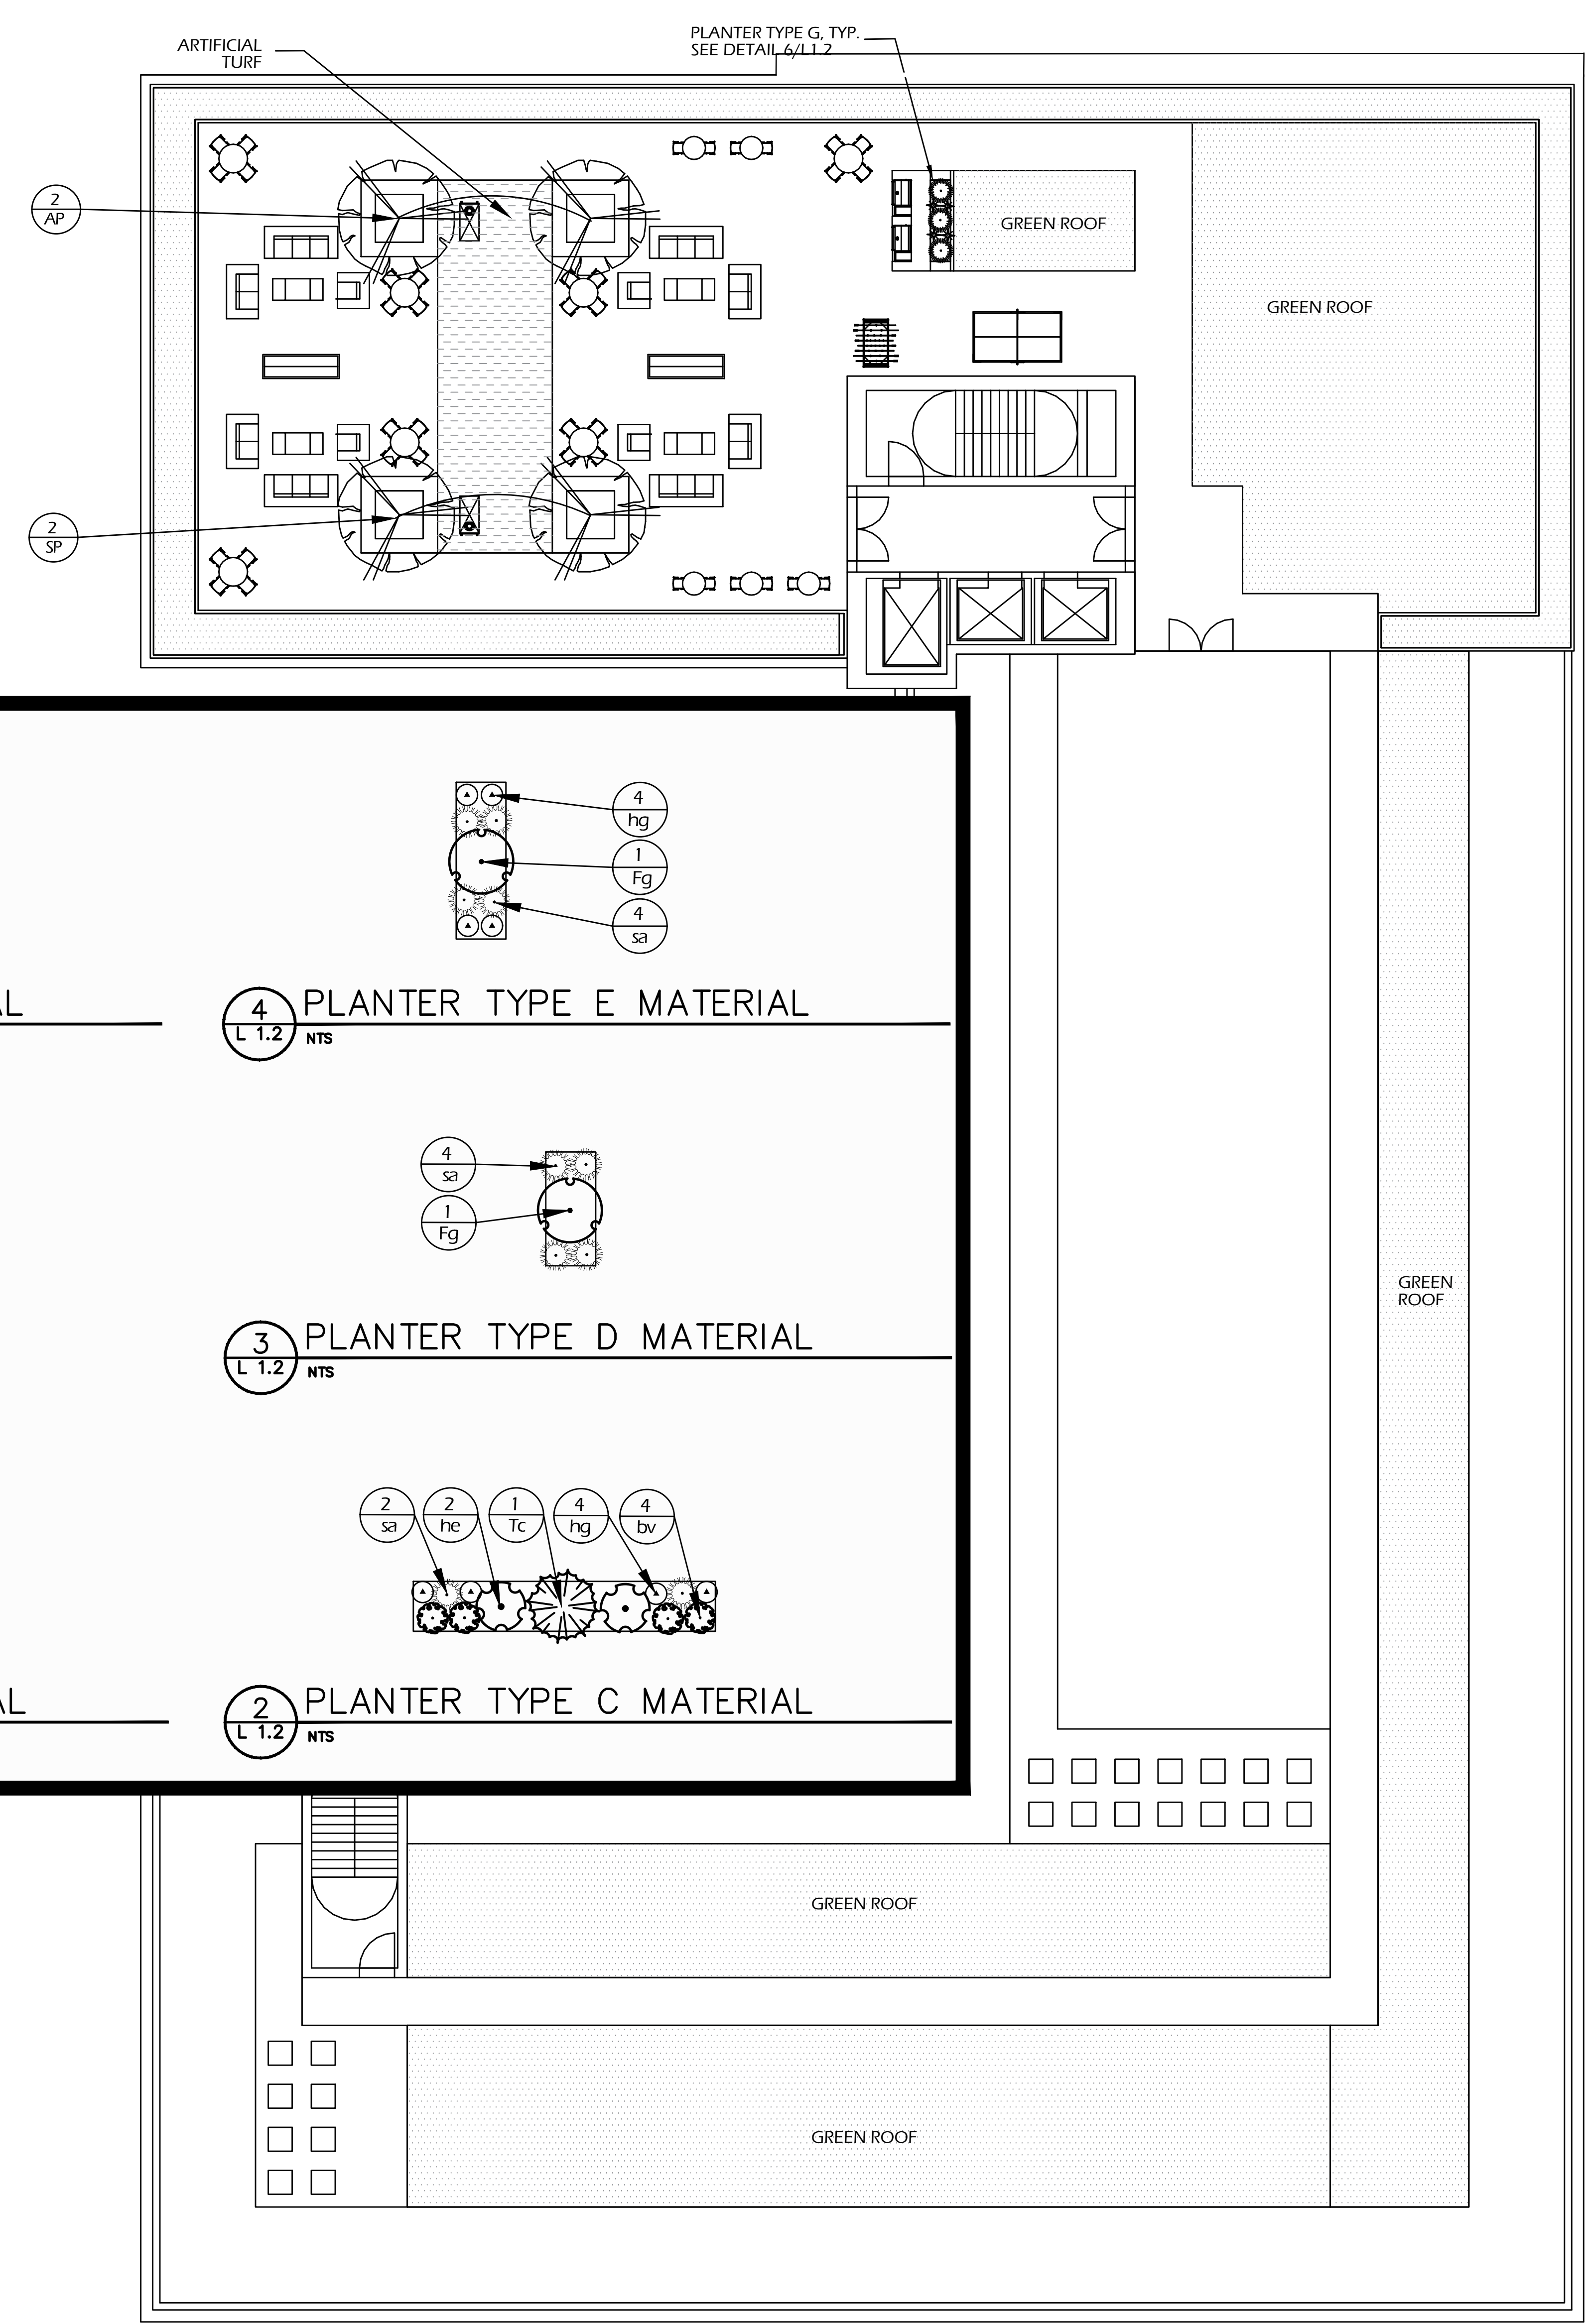 ARTIFICIAL
TURF
PLANTER TYPE G, TYP.
SEE DETAIL 6/L1.2
2
AP
GREEN ROOF
GREEN ROOF
2
SP
4
hg
1
Fg
4
sa
AL
4
L 1.2
PLANTER TYPE E MATERIAL
NTS
4
sa
1
Fg
GREEN
ROOF
3
L 1.2
PLANTER TYPE D MATERIAL
NTS
2
sa
2
he
1
Tc
4
hg
4
bv
AL
2
L 1.2
PLANTER TYPE C MATERIAL
NTS
GREEN ROOF
GREEN ROOF